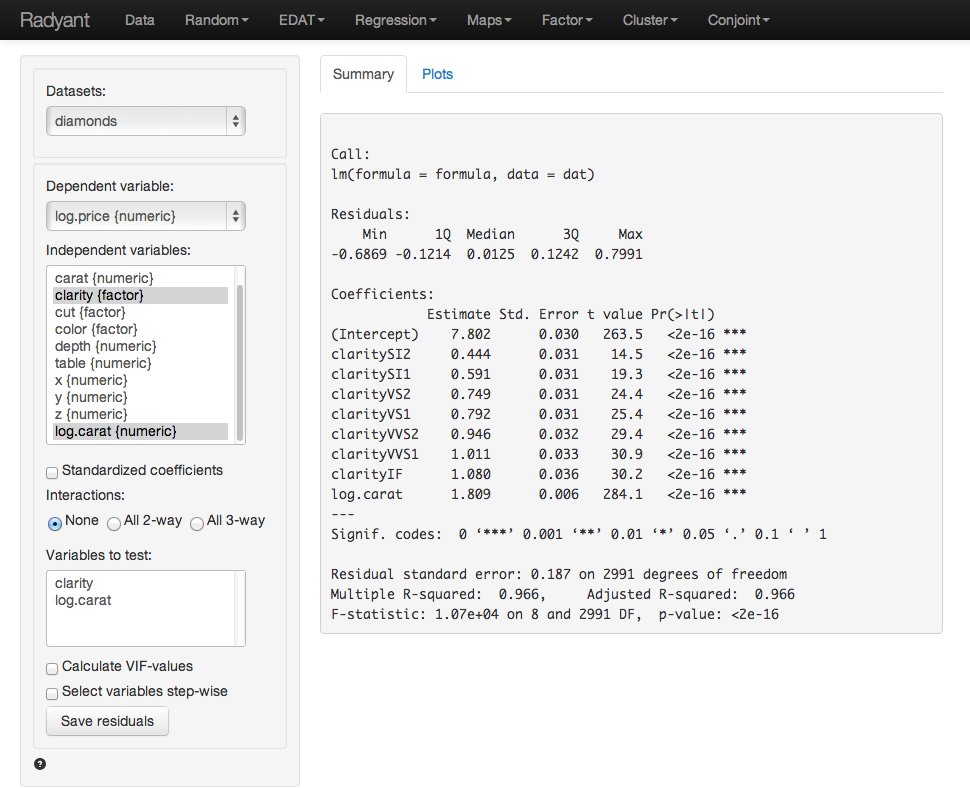 Radyant Data Random EDAT Regression Maps Factor Cluster Conjoint
Datasets:
diamonds
Dependent variable:
log.price {numeric}
Independent variables:
carat {numeric}
clarity {factor}
cut {factor}
color {factor}
depth {numeric}
table {numeric}
x {numeric}
y {numeric}
z {numeric}
log.carat {numeric}
Standardized coefficients
Interactions:
None All 2-way All 3-way
Variables to test:
clarity
log.carat
Calculate VIF-values
Select variables step-wise
Save residuals
?
Summary Plots
Call:
lm(formula = formula, data = dat)
Residuals:
    Min      1Q  Median      3Q     Max
-0.6869 -0.1214  0.0125  0.1242  0.7991
Coefficients:
            Estimate Std. Error t value Pr(>|t|)
(Intercept)    7.802      0.030   263.5   <2e-16 ***
claritySI2     0.444      0.031    14.5   <2e-16 ***
claritySI1     0.591      0.031    19.3   <2e-16 ***
clarityVS2     0.749      0.031    24.4   <2e-16 ***
clarityVS1     0.792      0.031    25.4   <2e-16 ***
clarityVVS2    0.946      0.032    29.4   <2e-16 ***
clarityVVS1    1.011      0.033    30.9   <2e-16 ***
clarityIF      1.080      0.036    30.2   <2e-16 ***
log.carat      1.809      0.006   284.1   <2e-16 ***
---
Signif. codes:  0 ‘***’ 0.001 ‘**’ 0.01 ‘*’ 0.05 ‘.’ 0.1 ‘ ’ 1
Residual standard error: 0.187 on 2991 degrees of freedom
Multiple R-squared:  0.966,     Adjusted R-squared:  0.966
F-statistic: 1.07e+04 on 8 and 2991 DF,  p-value: <2e-16